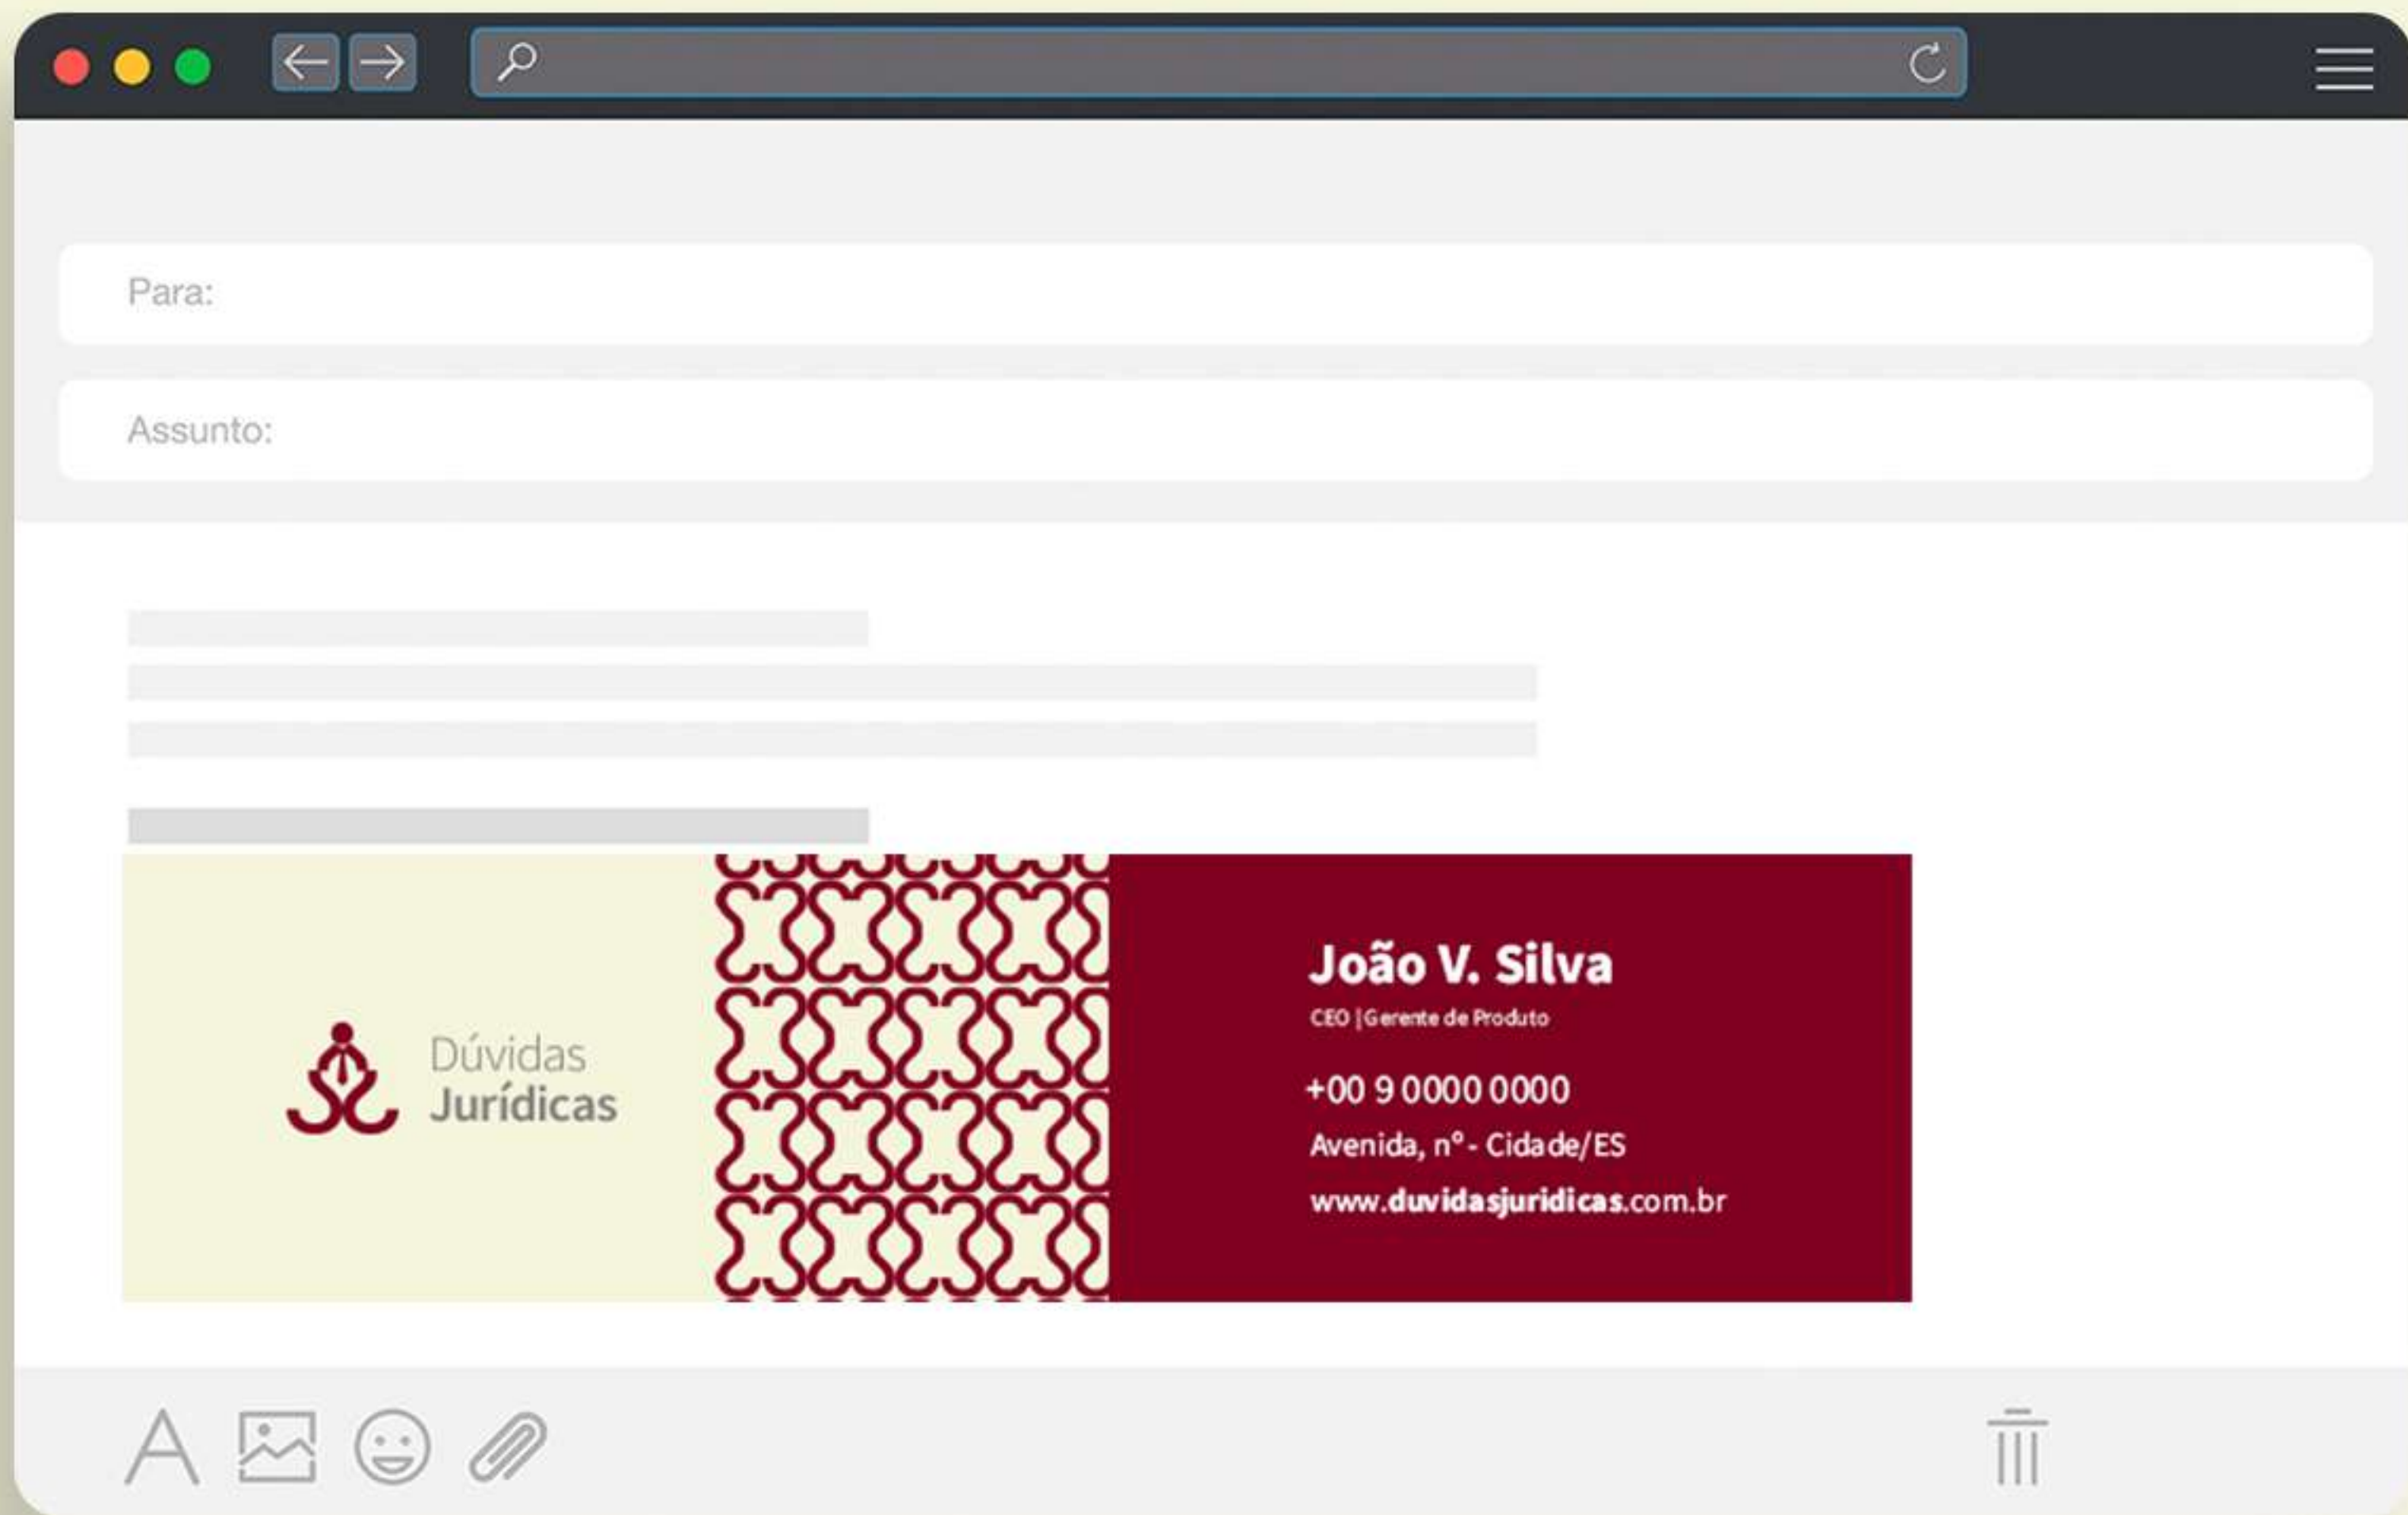 Para:
Assunto:
Dúvidas
Jurídicas
João V. Silva
CEO | Gerente de Produto
+00 9 0000 0000
Avenida, nº - Cidade/ES
www.duvidasjuridicas.com.br